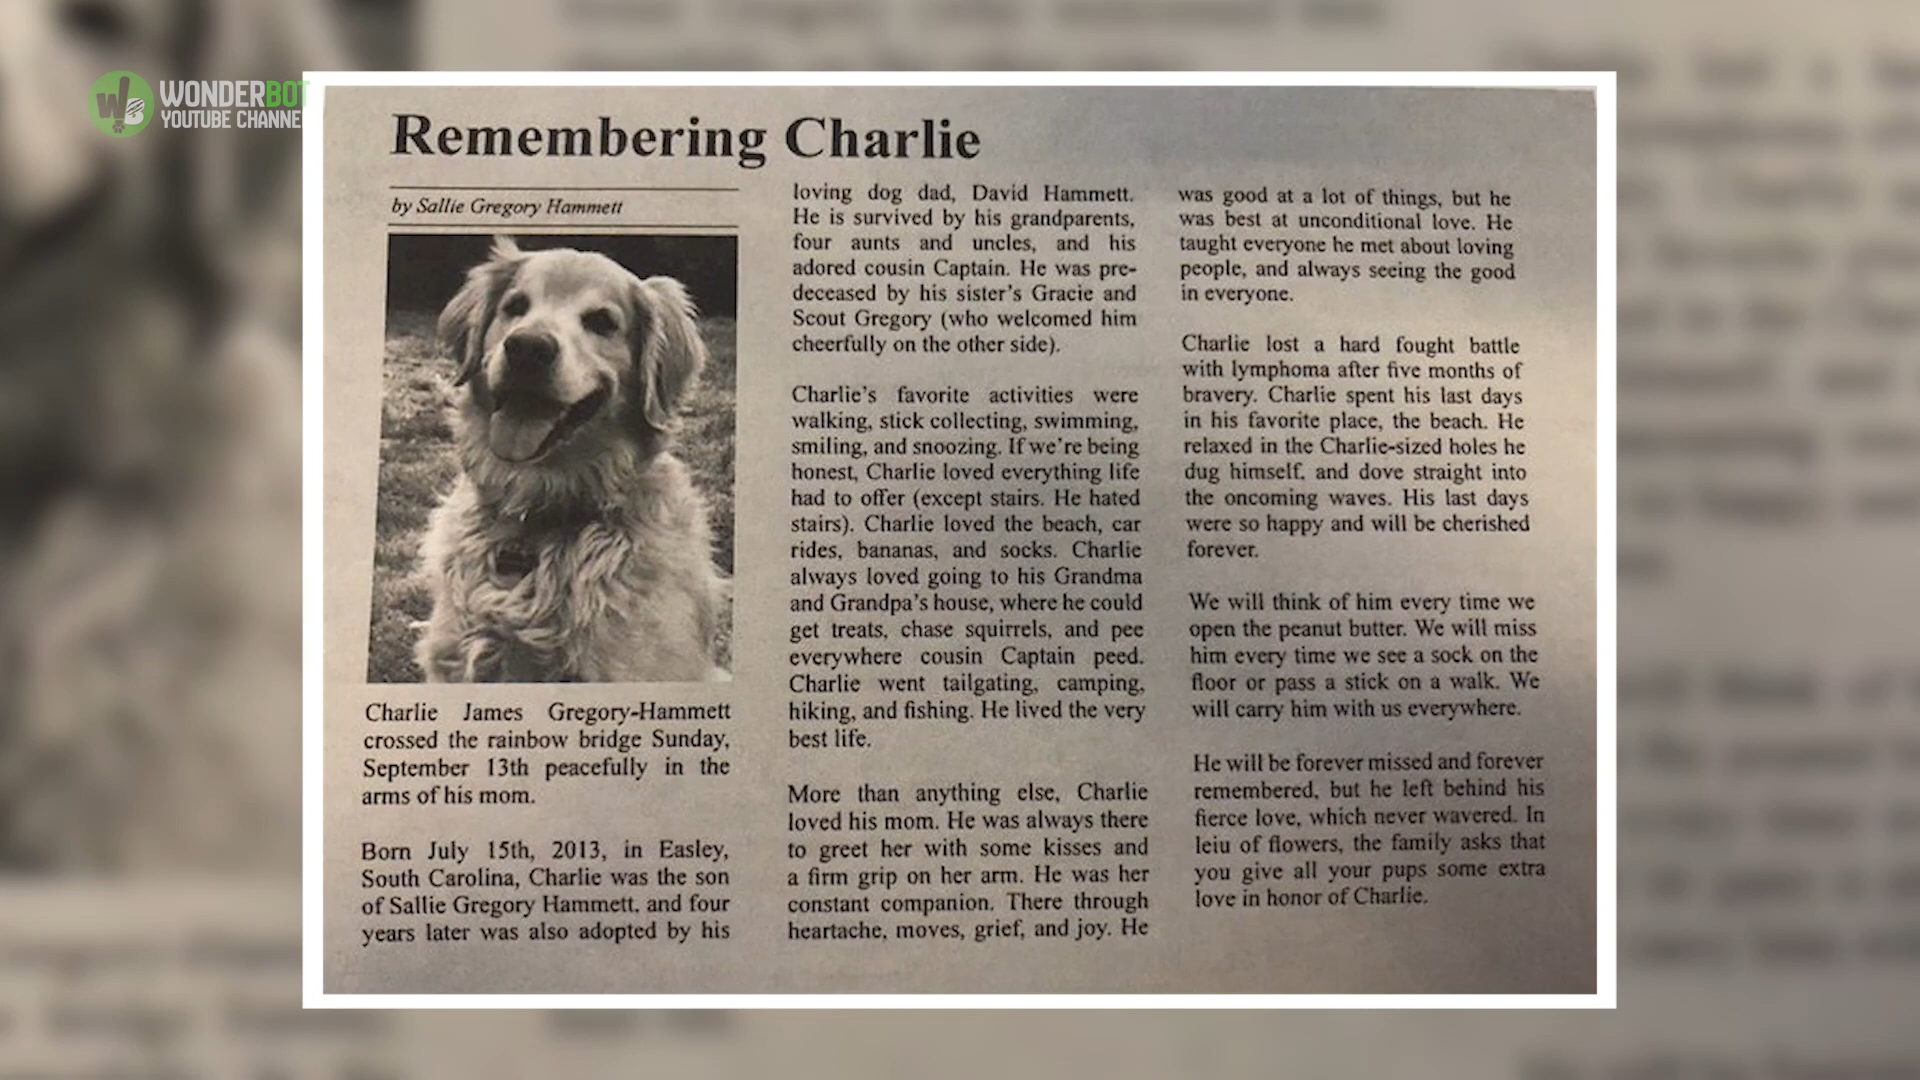 WONDERBOT
YOUTUBE CHANNEL
Remembering Charlie
by Sallie Gregory Hammett
Charlie James Gregory-Hammett
crossed the rainbow bridge Sunday,
September 13th peacefully in the
arms of his mom.
Born July 15th, 2013, in Easley,
South Carolina, Charlie was the son
of Sallie Gregory Hammett, and four
years later was also adopted by his
loving dog dad, David Hammett.
He is survived by his grandparents,
four aunts and uncles, and his
adored cousin Captain. He was pre-
deceased by his sister's Gracie and
Scout Gregory (who welcomed him
cheerfully on the other side).
Charlie's favorite activities were
walking, stick collecting, swimming,
smiling, and snoozing. If we're being
honest, Charlie loved everything life
had to offer (except stairs. He hated
stairs). Charlie loved the beach, car
rides, bananas, and socks. Charlie
always loved going to his Grandma
and Grandpa's house, where he could
get treats, chase squirrels, and pee
everywhere cousin Captain peed.
Charlie went tailgating, camping,
hiking, and fishing. He lived the very
best life.
More than anything else, Charlie
loved his mom. He was always there
to greet her with some kisses and
a firm grip on her arm. He was her
constant companion. There through
heartache, moves, grief, and joy. He
was good at a lot of things, but he
was best at unconditional love. He
taught everyone he met about loving
people, and always seeing the good
in everyone.
Charlie lost a hard fought battle
with lymphoma after five months of
bravery. Charlie spent his last days
in his favorite place, the beach. He
relaxed in the Charlie-sized holes he
dug himself, and dove straight into
the oncoming waves. His last days
were so happy and will be cherished
forever.
We will think of him every time we
open the peanut butter. We will miss
him every time we see a sock on the
floor or pass a stick on a walk. We
will carry him with us everywhere.
He will be forever missed and forever
remembered, but he left behind his
fierce love, which never wavered. In
leiu of flowers, the family asks that
you give all your pups some extra
love in honor of Charlie.